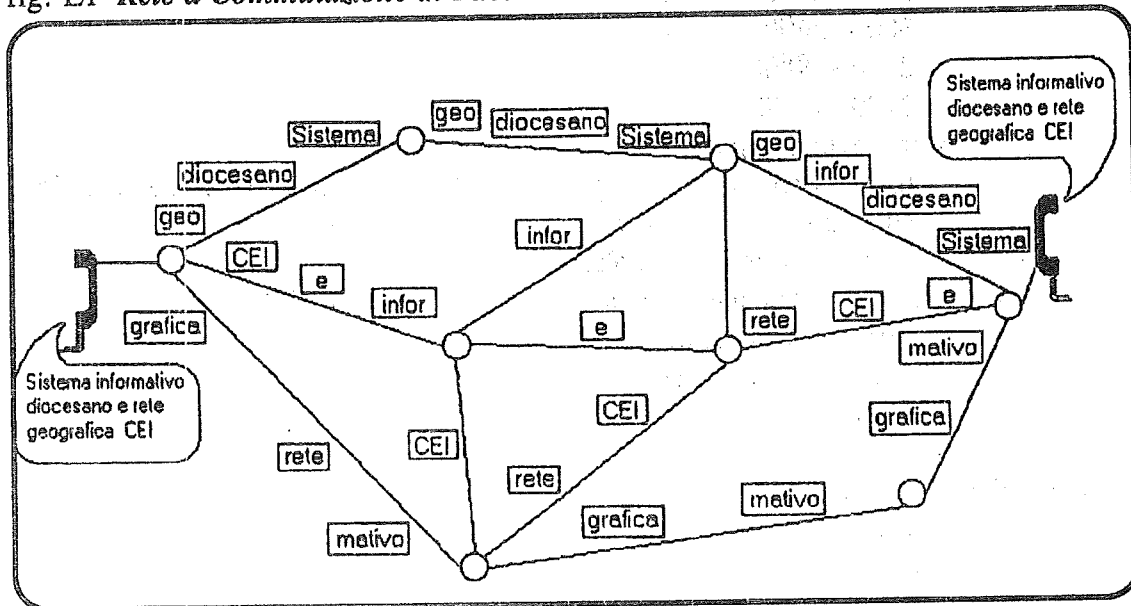 Sistema informativo
diocesano e rete
geografica CEI
geo
diocesano
Sistema
Sistema
geo
infor
diocesano
diocesano
Sistema
geo
infor
CEI
e
infor
e
rete
CEI
e
grafica
mativo
Sistema informativo
diocesano e rete
geografica CEI
CEI
CEI
grafica
rete
rete
mativo
grafica
mativo